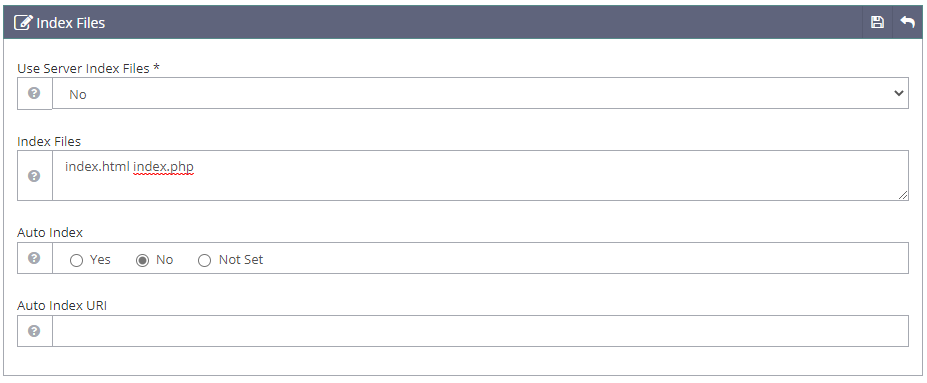 Index Files
Use Server Index Files *
No
Index Files
index.html index.php
Auto Index
Yes No Not Set
Auto Index URI